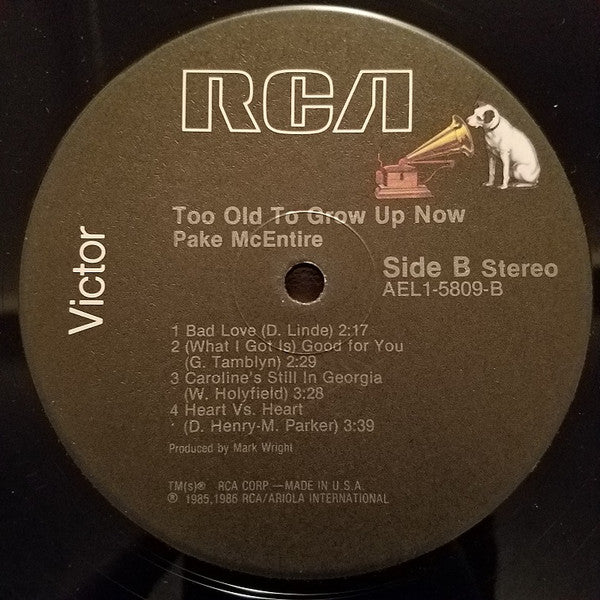 RCA
Victor
Too Old To Grow Up Now
Pake McEntire
Side B Stereo
AEL1-5809-B
1 Bad Love (D. Linde) 2:17
2 (What I Got Is) Good for You
(G. Tamblyn) 2:29
3 Caroline's Still In Georgia
(W. Holyfield) 3:28
4 Heart Vs. Heart
(D. Henry-M. Parker) 3:39
Produced by Mark Wright
TM(s)® RCA CORP.—MADE IN U.S.A.
℗ 1985,1986 RCA/ARIOLA INTERNATIONAL